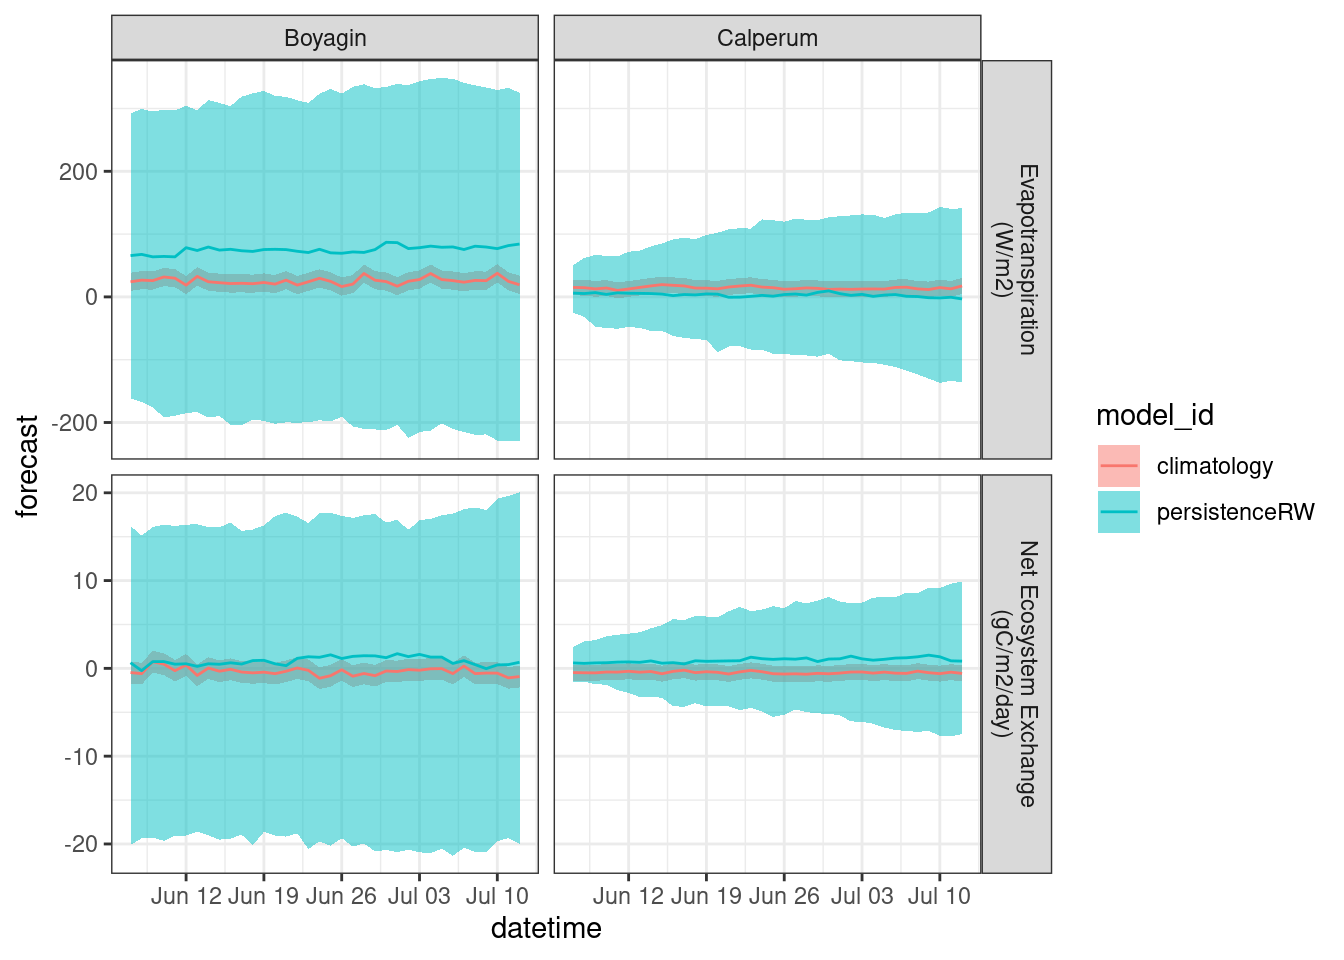 Boyagin
Calperum
200
0
-200
Evapotranspiration
(W/m2)
20
10
0
-10
-20
Net Ecosystem Exchange
(gC/m2/day)
forecast
Jun 12
Jun 19
Jun 26
Jul 03
Jul 10
Jun 12
Jun 19
Jun 26
Jul 03
Jul 10
datetime
model_id
climatology
persistenceRW